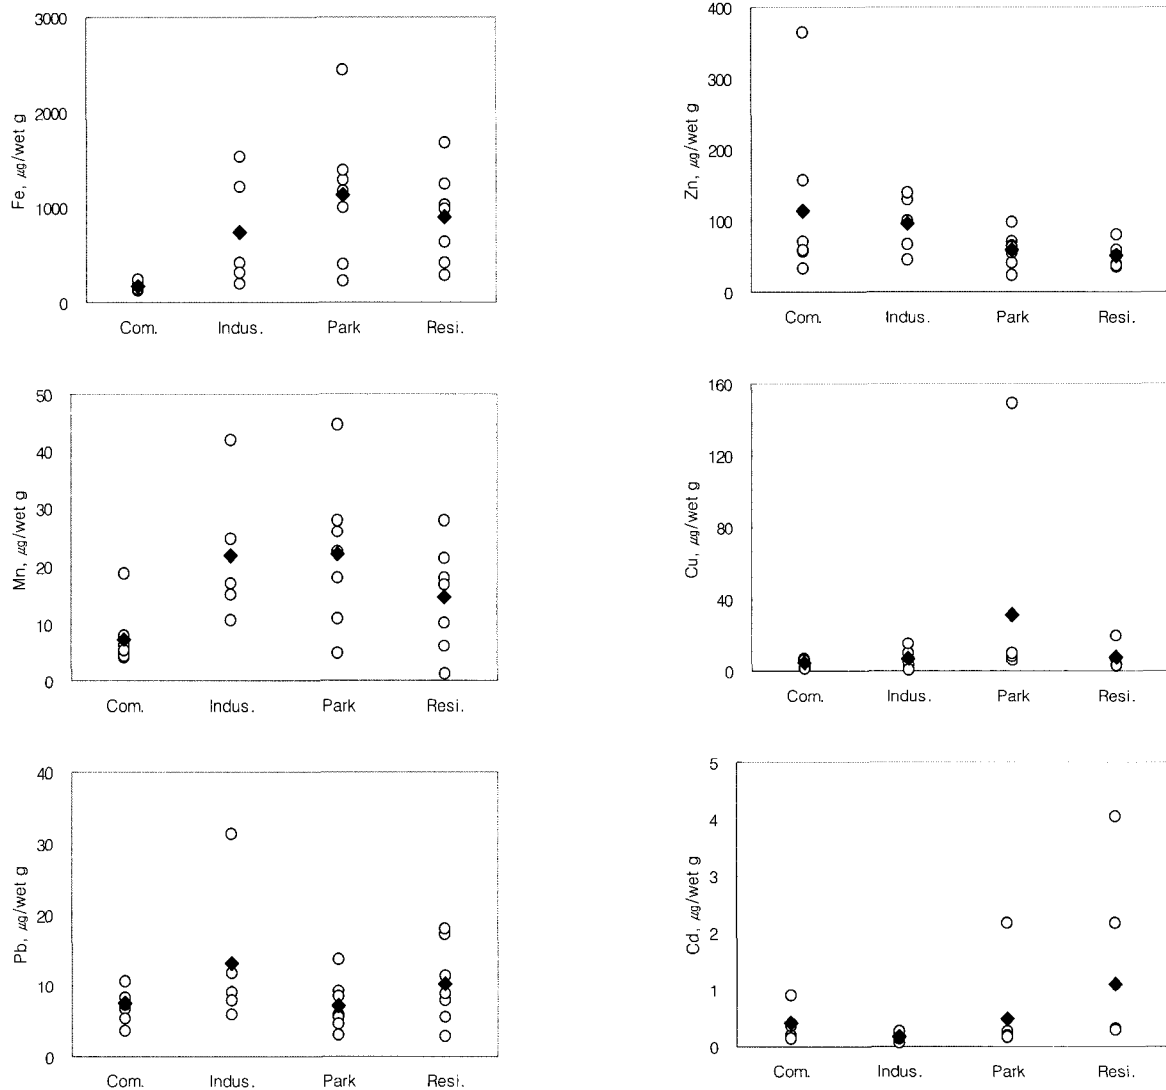 3000
2000
1000
0
Fe, µg/wet g
Com. Indus. Park Resi.
400
300
200
100
0
Zn, µg/wet g
Com. Indus. Park Resi.
50
40
30
20
10
0
Mn, µg/wet g
Com. Indus. Park Resi.
160
120
80
40
0
Cu, µg/wet g
Com. Indus. Park Resi.
40
30
20
10
0
Pb, µg/wet g
Com. Indus. Park Resi.
5
4
3
2
1
0
Cd, µg/wet g
Com. Indus. Park Resi.